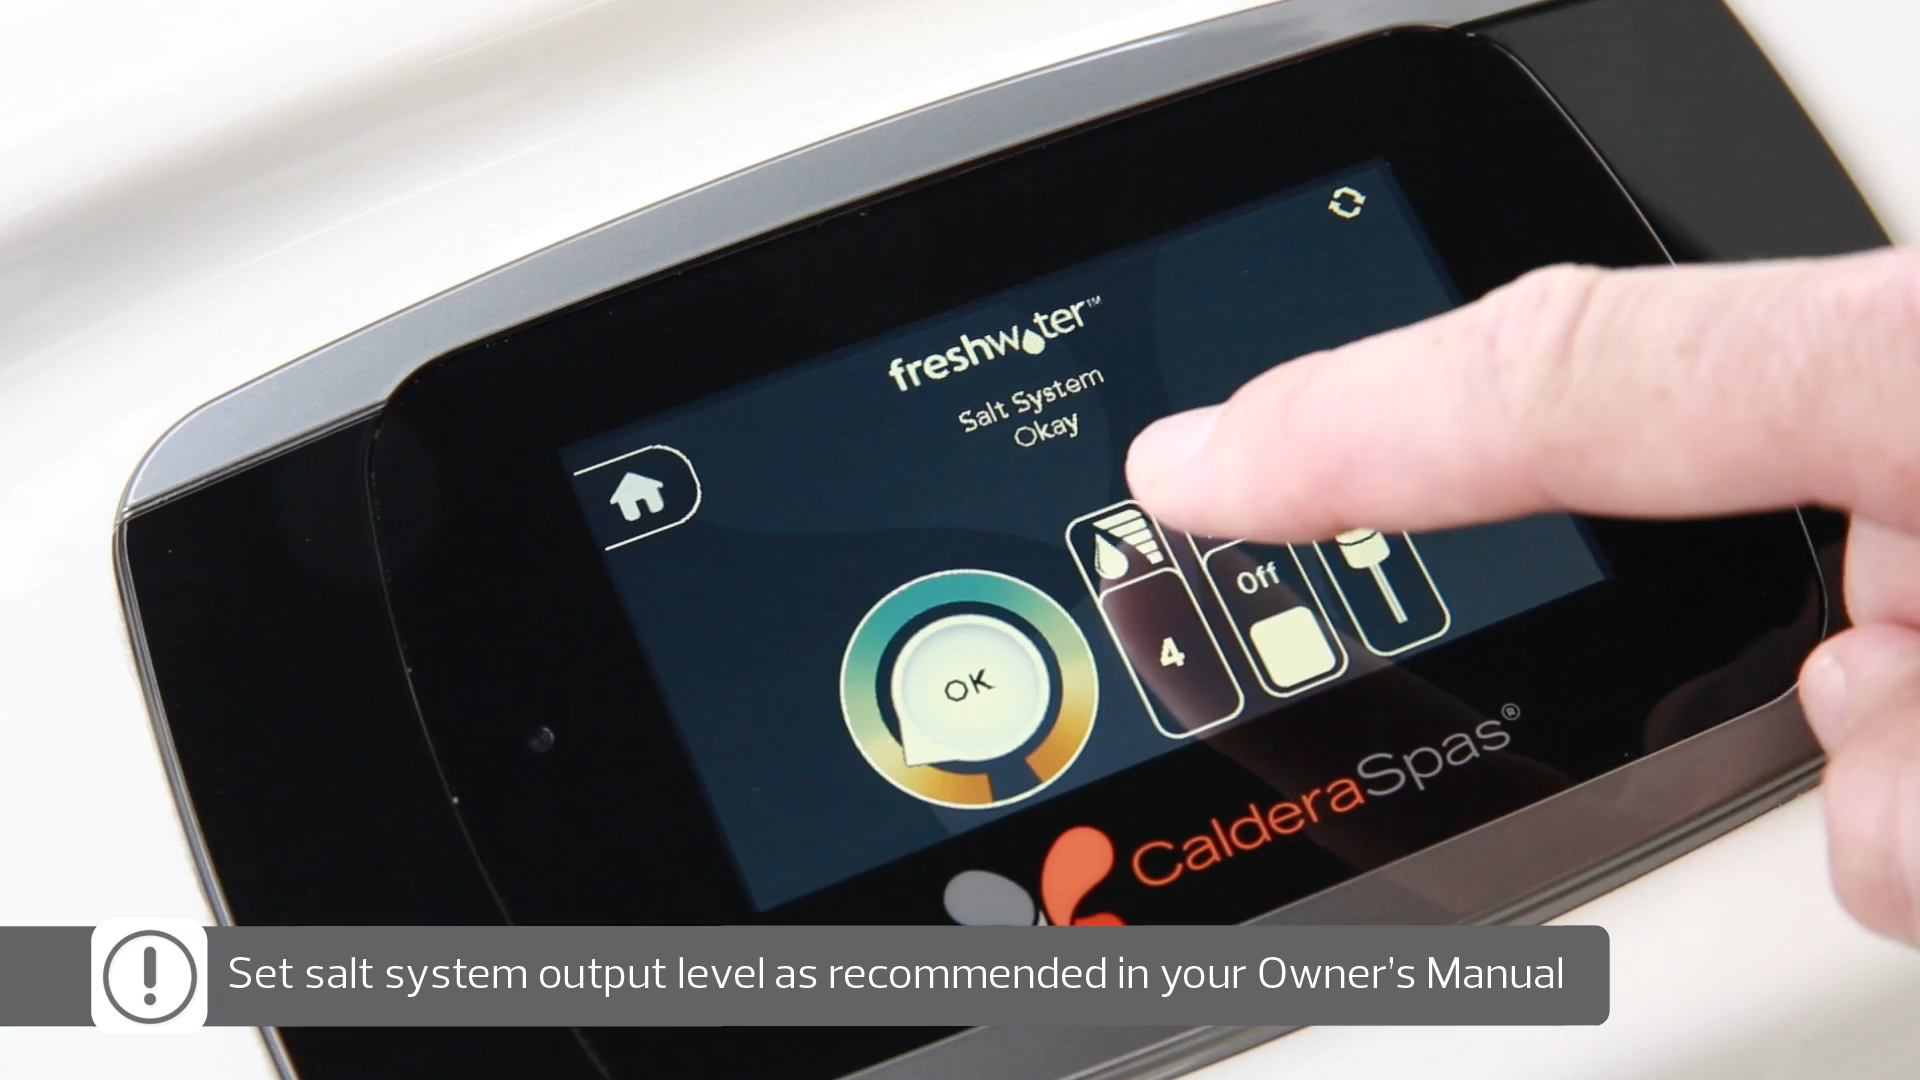 freshwater™
Salt System
Okay
OK
4
Off
CalderaSpas®
Set salt system output level as recommended in your Owner's Manual